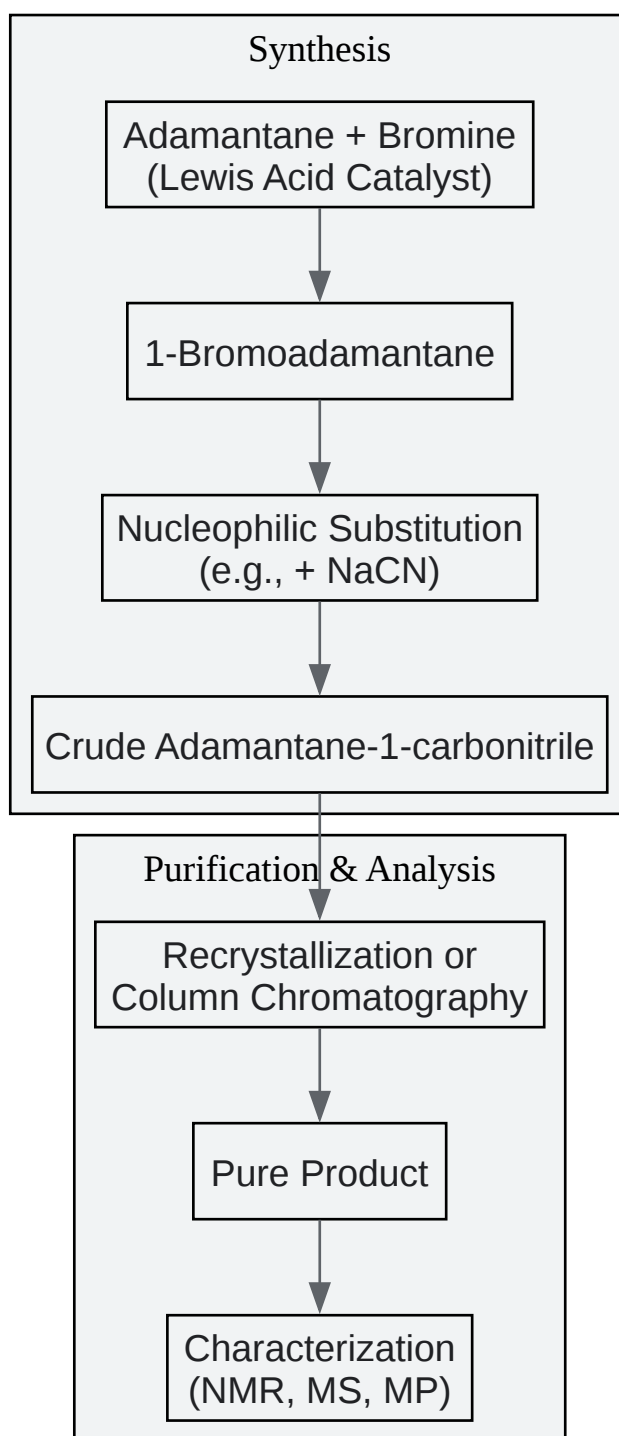 Synthesis
Adamantane + Bromine
(Lewis Acid Catalyst)
1-Bromoadamantane
Nucleophilic Substitution
(e.g., + NaCN)
Crude Adamantane-1-carbonitrile
Purification & Analysis
Recrystallization or
Column Chromatography
Pure Product
Characterization
(NMR, MS, MP)